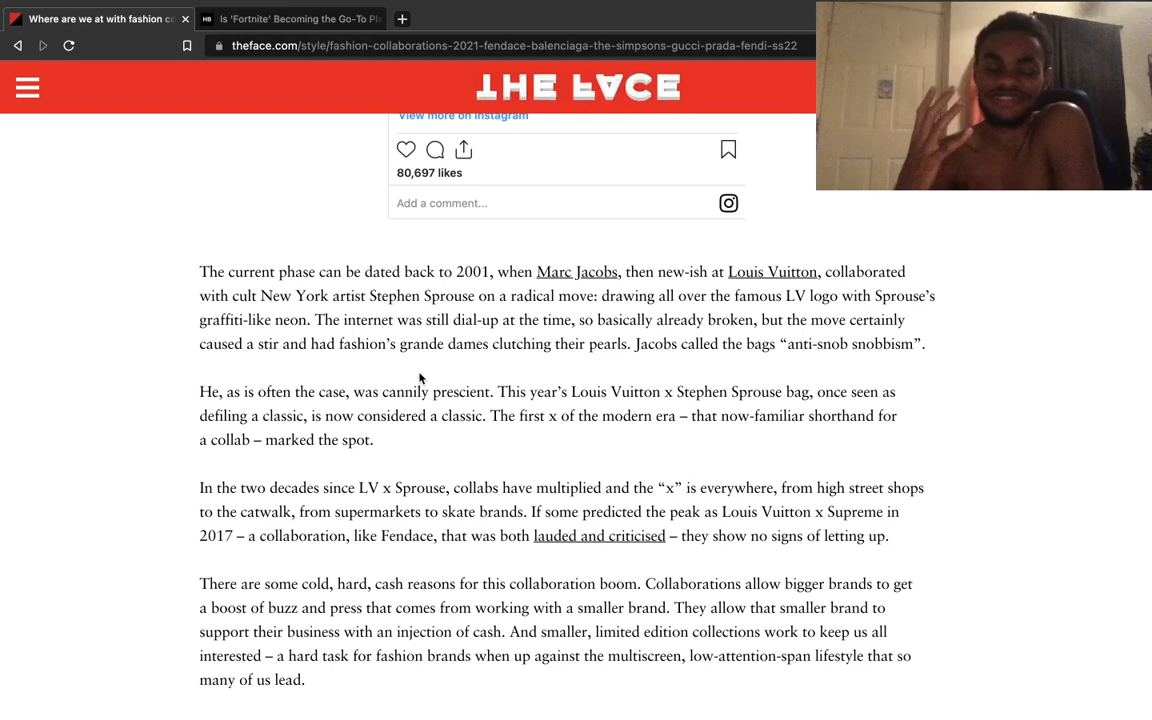 Where are we at with fashion co
HB Is 'Fortnite' Becoming the Go-To Pla
theface.com/style/fashion-collaborations-2021-fendace-balenciaga-the-simpsons-gucci-prada-fendi-ss22
THE FACE
View more on Instagram
80,697 likes
Add a comment...
The current phase can be dated back to 2001, when Marc Jacobs, then new-ish at Louis Vuitton, collaborated
with cult New York artist Stephen Sprouse on a radical move: drawing all over the famous LV logo with Sprouse’s
graffiti-like neon. The internet was still dial-up at the time, so basically already broken, but the move certainly
caused a stir and had fashion’s grande dames clutching their pearls. Jacobs called the bags “anti-snob snobbism”.
He, as is often the case, was cannily prescient. This year’s Louis Vuitton x Stephen Sprouse bag, once seen as
defiling a classic, is now considered a classic. The first x of the modern era – that now-familiar shorthand for
a collab – marked the spot.
In the two decades since LV x Sprouse, collabs have multiplied and the “x” is everywhere, from high street shops
to the catwalk, from supermarkets to skate brands. If some predicted the peak as Louis Vuitton x Supreme in
2017 – a collaboration, like Fendace, that was both lauded and criticised – they show no signs of letting up.
There are some cold, hard, cash reasons for this collaboration boom. Collaborations allow bigger brands to get
a boost of buzz and press that comes from working with a smaller brand. They allow that smaller brand to
support their business with an injection of cash. And smaller, limited edition collections work to keep us all
interested – a hard task for fashion brands when up against the multiscreen, low-attention-span lifestyle that so
many of us lead.